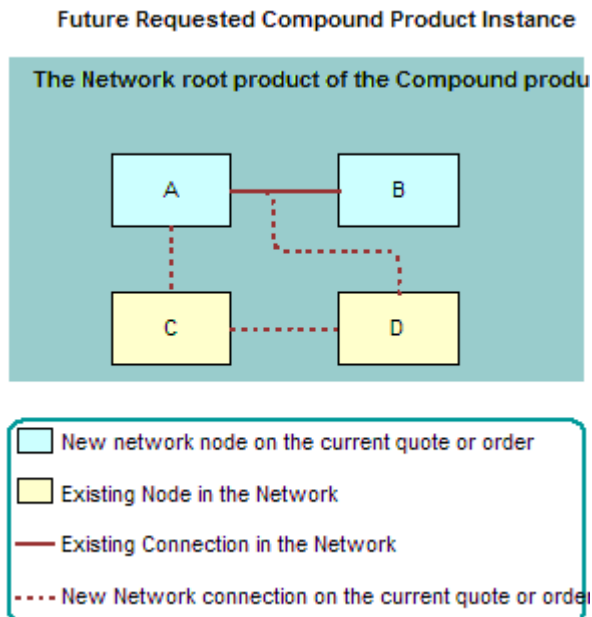 Future Requested Compound Product Instance
The Network root product of the Compound produ
A
B
C
D
New network node on the current quote or order
Existing Node in the Network
Existing Connection in the Network
New Network connection on the current quote or order